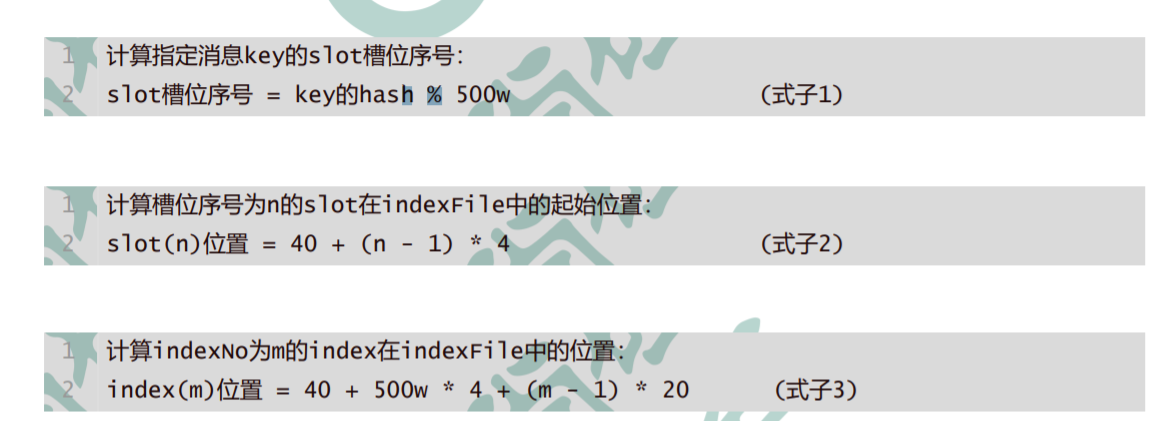 1 计算指定消息key的slot槽位序号:
2 slot槽位序号 = key的hash % 500w (式子1)
1 计算槽位序号为n的slot在indexFile中的起始位置:
2 slot(n)位置 = 40 + (n - 1) * 4 (式子2)
1 计算indexNo为m的index在indexFile中的位置:
2 index(m)位置 = 40 + 500w * 4 + (m - 1) * 20 (式子3)